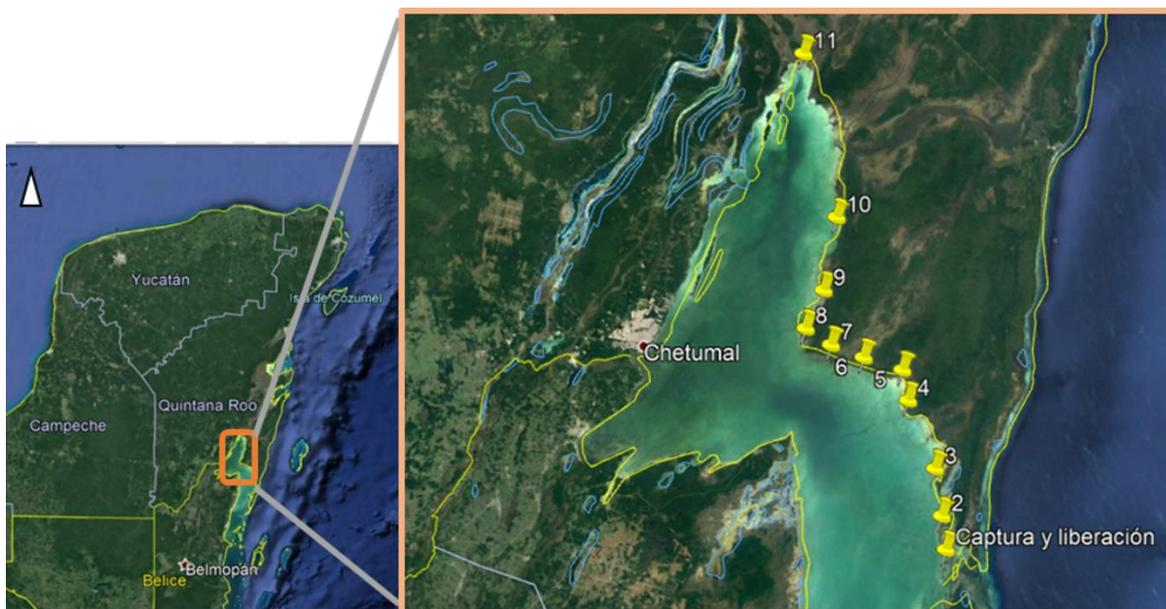 Yucatán
Isla de Cozumel
Quintana Roo
Campeche
Belmopán
Belice
11
10
9
8
7
6
5
4
Chetumal
3
2
Captura y liberación